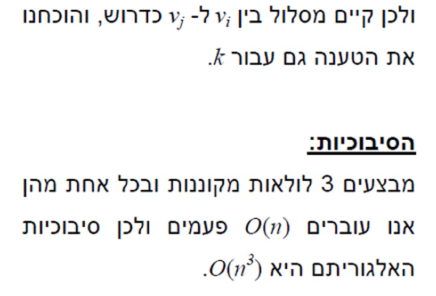 ולכן קיים מסלול בין vᵢ ל- vⱼ כדרוש, והוכחנו
את הטענה גם עבור k.
הסיבוכיות:
מבצעים 3 לולאות מקוננות ובכל אחת מהן
אנו עוברים O(n) פעמים ולכן סיבוכיות
האלגוריתם היא O(n³).